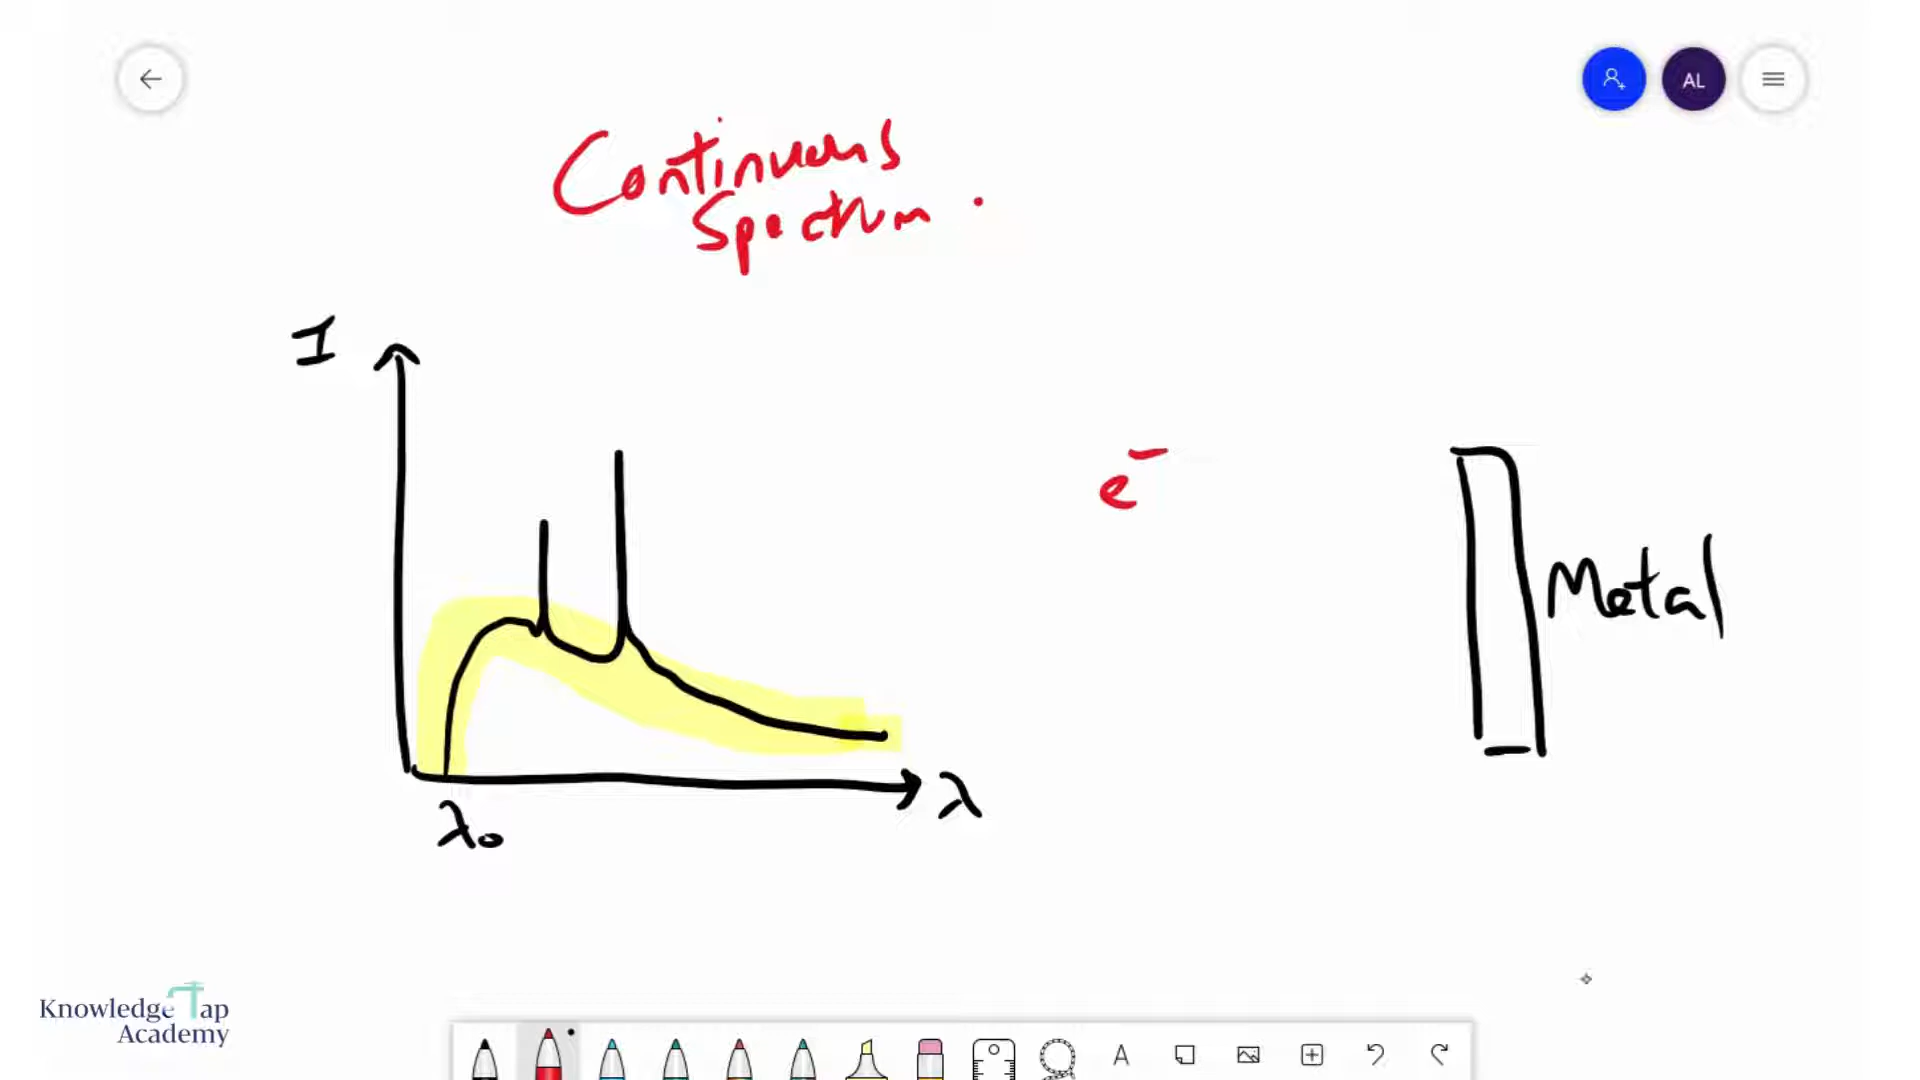 AL
Continuous
Spectrum.
I
e⁻
Metal
λ
λ₀
Knowledge Tap
Academy
A